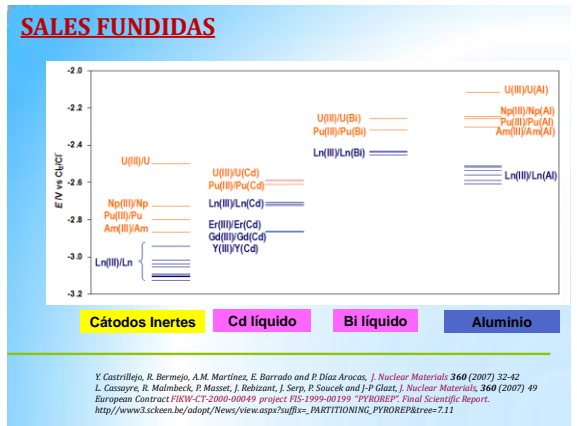 SALES FUNDIDAS
E/V vs Cl₂/Cl⁻
-2.0
-2.2
-2.4
-2.6
-2.8
-3.0
-3.2
U(III)/U
Np(III)/Np
Pu(III)/Pu
Am(III)/Am
Ln(III)/Ln
U(III)/U(Cd)
Pu(III)/Pu(Cd)
Ln(III)/Ln(Cd)
Er(III)/Er(Cd)
Gd(III)/Gd(Cd)
Y(III)/Y(Cd)
U(III)/U(Bi)
Pu(III)/Pu(Bi)
Ln(III)/Ln(Bi)
U(III)/U(Al)
Np(III)/Np(Al)
Pu(III)/Pu(Al)
Am(III)/Am(Al)
Ln(III)/Ln(Al)
Cátodos Inertes
Cd líquido
Bi líquido
Aluminio
Y. Castrillejo, R. Bermejo, A.M. Martínez, E. Barrado and P. Díaz Arocas, J. Nuclear Materials 360 (2007) 32-42
L. Cassayre, R. Malmbeck, P. Masset, J. Rebizant, J. Serp, P. Soucek and J-P Glazt, J. Nuclear Materials, 360 (2007) 49
European Contract FIKW-CT-2000-00049 project FIS-1999-00199 "PYROREP". Final Scientific Report.
http//www3.sckeen.be/adopt/News/view.aspx?suffix=_PARTITIONING_PYROREP&tree=7.11